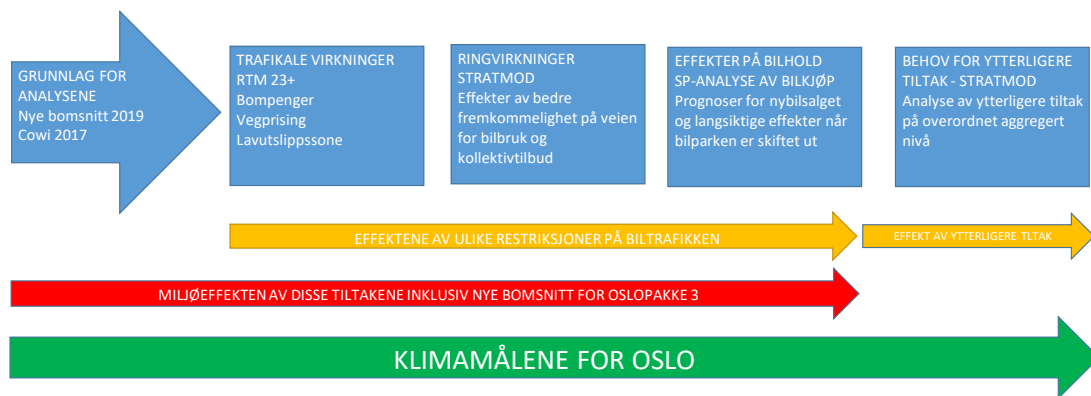 GRUNNLAG FOR
ANALYSENE
Nye bomsnitt 2019
Cowi 2017
TRAFIKALE VIRKNINGER
RTM 23+
Bompenger
Vegprising
Lavutslippssone
RINGVIRKNINGER
STRATMOD
Effekter av bedre
fremkommelighet på veien
for bilbruk og
kollektivtilbud
EFFEKTER PÅ BILHOLD
SP-ANALYSE AV BILKJØP
Prognoser for nybilsalget
og langsiktige effekter når
bilparken er skiftet ut
BEHOV FOR YTTERLIGERE
TILTAK - STRATMOD
Analyse av ytterligere tiltak
på overordnet aggregert
nivå
EFFEKTENE AV ULIKE RESTRIKSJONER PÅ BILTRAFIKKEN
EFFEKT AV YTTERLIGERE TLTAK
MILJØEFFEKTEN AV DISSE TILTAKENE INKLUSIV NYE BOMSNITT FOR OSLOPAKKE 3
KLIMAMÅLENE FOR OSLO